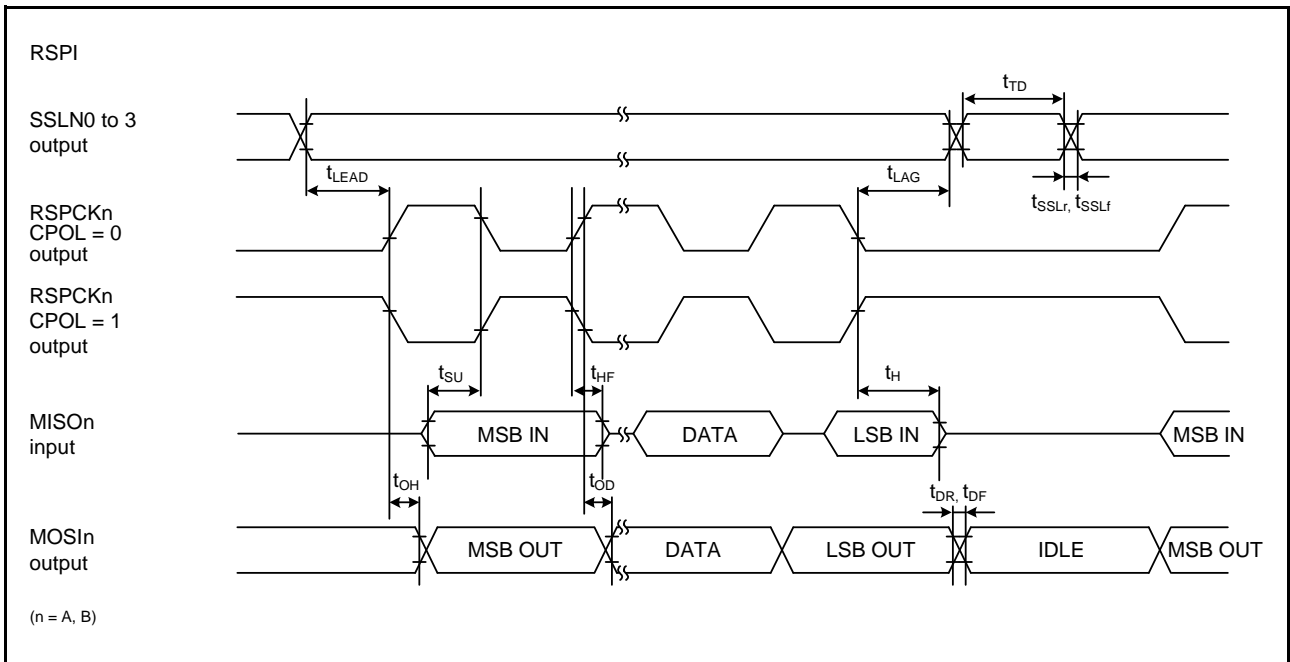 RSPI
tTD
SSLN0 to 3
output
tLEAD
tLAG
tSSLr, tSSLf
RSPCKn
CPOL = 0
output
RSPCKn
CPOL = 1
output
tSU
tHF
tH
MISOn
input
MSB IN
DATA
LSB IN
MSB IN
tOH
tOD
tDR, tDF
MOSIn
output
MSB OUT
DATA
LSB OUT
IDLE
MSB OUT
(n = A, B)